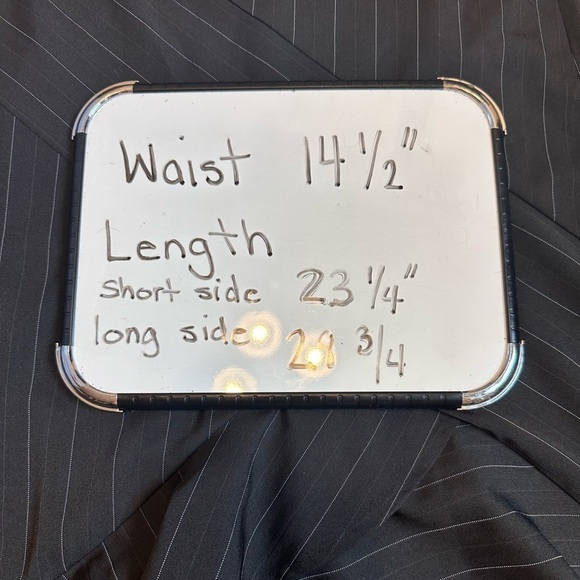 Waist 14 1/2"
Length
short side 23 1/4"
long side 3/4